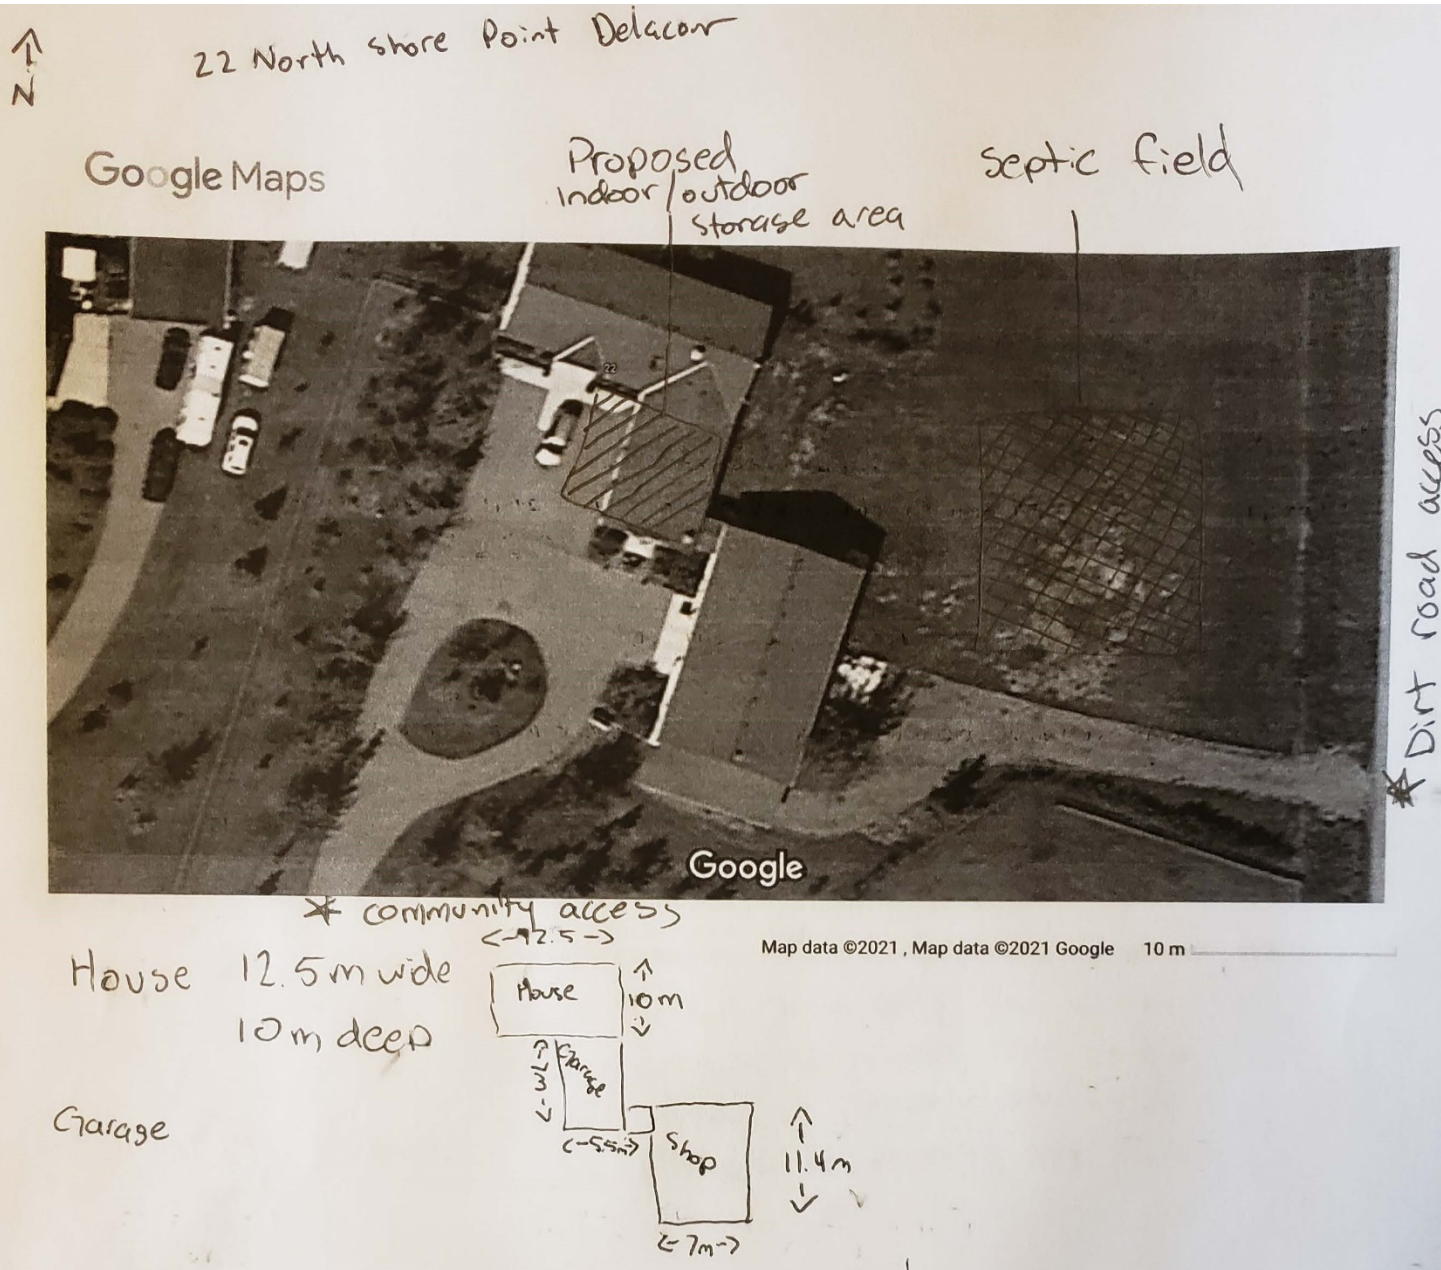 N
22 North Shore Point Delacour
Google Maps
Proposed
Indoor/outdoor
storage area
Septic field
22
Dirt road access
Google
* community access
Map data ©2021 , Map data ©2021 Google 10 m
House 12.5m wide
10m deep
<-12.5->
House
10m
Garage
Garage
<-5.5m->
Shop
11.4m
<-7m->